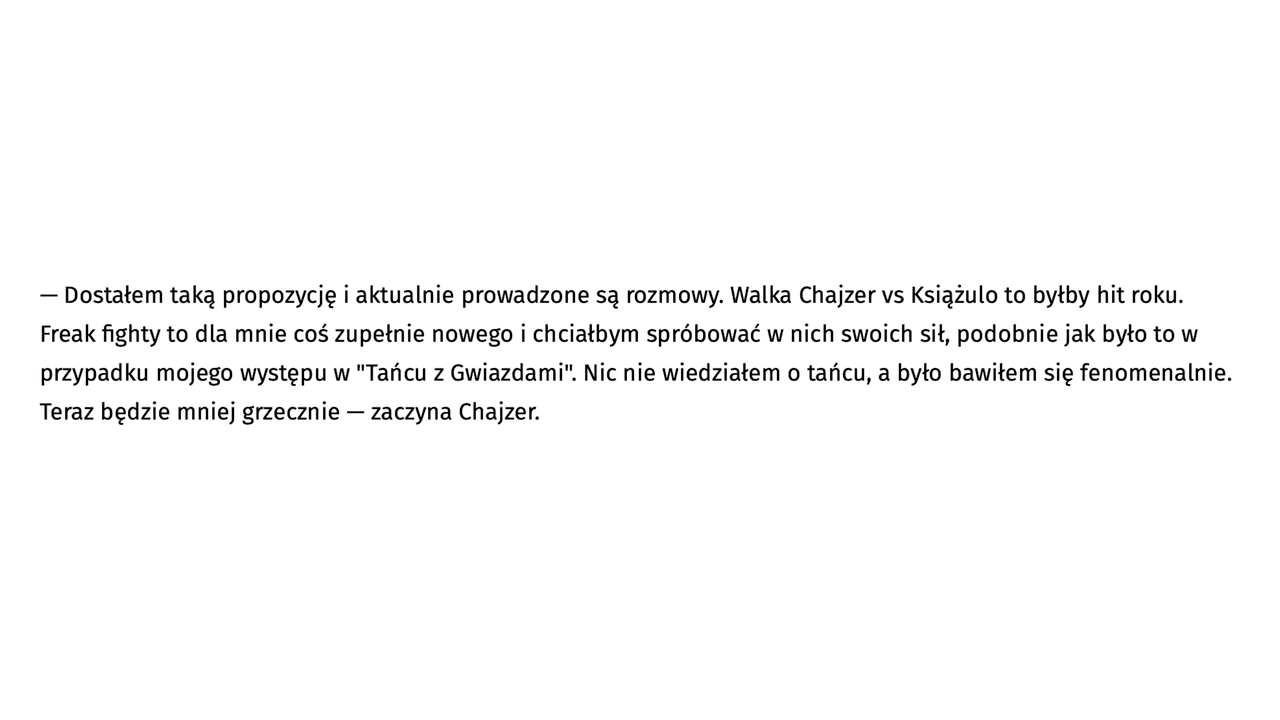 — Dostałem taką propozycję i aktualnie prowadzone są rozmowy. Walka Chajzer vs Książulo to byłby hit roku.
Freak fighty to dla mnie coś zupełnie nowego i chciałbym spróbować w nich swoich sił, podobnie jak było to w
przypadku mojego występu w "Tańcu z Gwiazdami". Nic nie wiedziałem o tańcu, a było bawiłem się fenomenalnie.
Teraz będzie mniej grzecznie — zaczyna Chajzer.